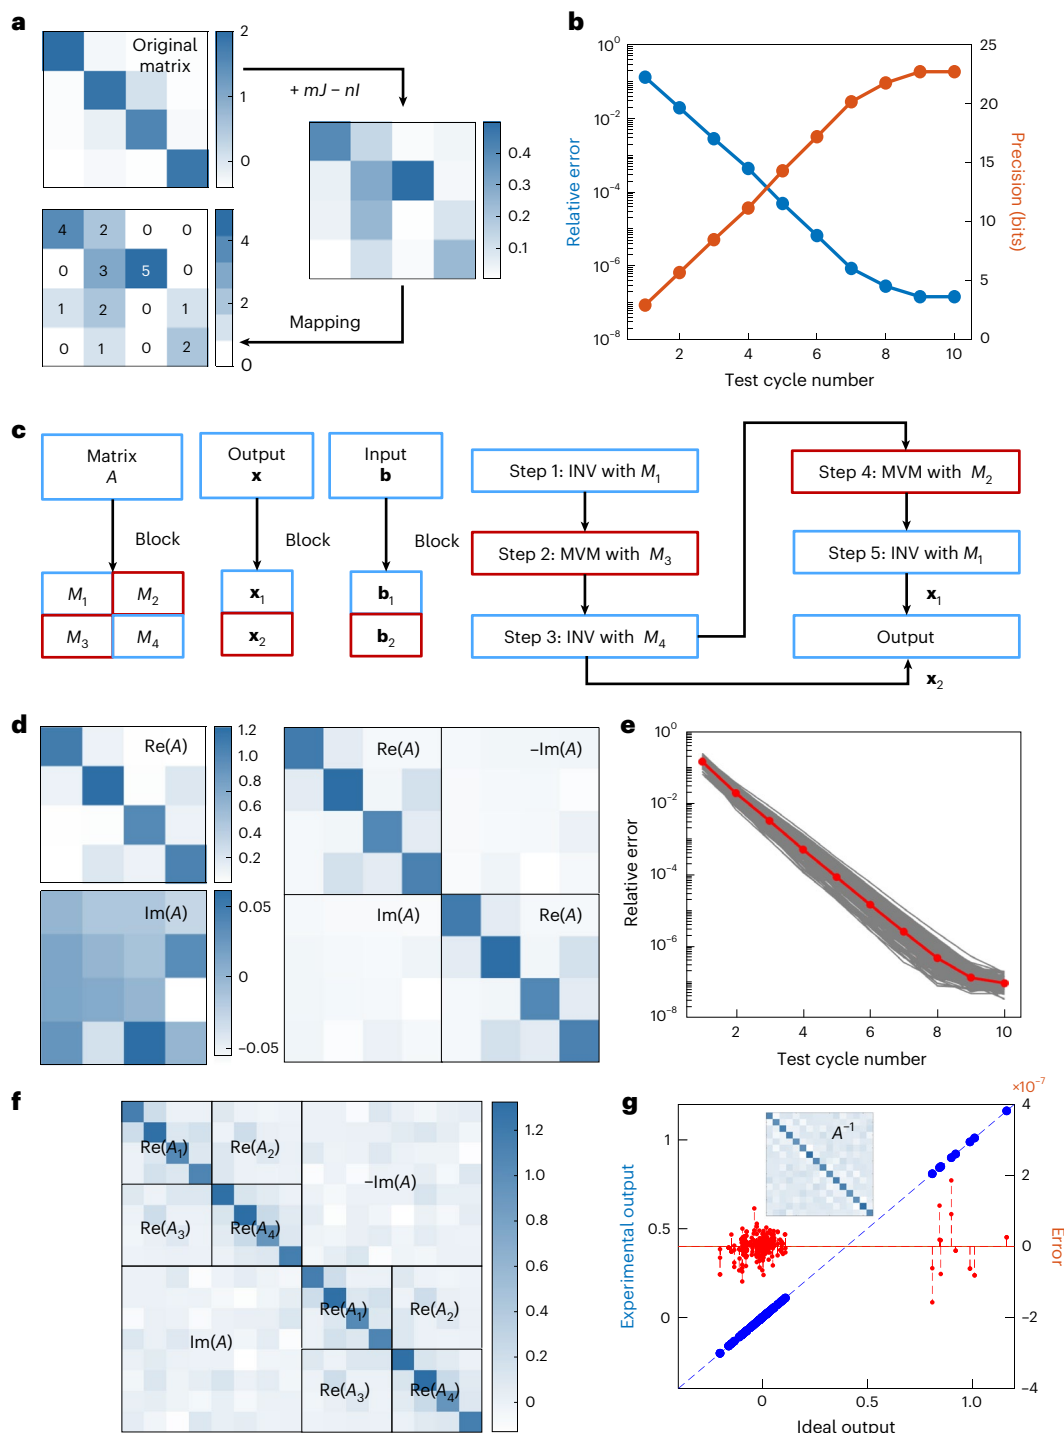 a
Original
matrix
2
1
0
+ mJ − nI
0.4
0.3
0.2
0.1
Mapping
4 2 0 0
0 3 5 0
1 2 0 1
0 1 0 2
4
2
0
b
10⁰
10⁻²
10⁻⁴
10⁻⁶
10⁻⁸
Relative error
25
20
15
10
5
0
Precision (bits)
2 4 6 8 10
Test cycle number
c
Matrix
A
Output
x
Input
b
Block
Block
Block
M₁ M₂
M₃ M₄
x₁
x₂
b₁
b₂
Step 1: INV with M₁
Step 2: MVM with M₃
Step 3: INV with M₄
Step 4: MVM with M₂
Step 5: INV with M₁
x₁
Output
x₂
d
Re(A)
1.2
1.0
0.8
0.6
0.4
0.2
Im(A)
0.05
0
−0.05
Re(A) −Im(A)
Im(A) Re(A)
e
10⁰
10⁻²
10⁻⁴
10⁻⁶
10⁻⁸
Relative error
2 4 6 8 10
Test cycle number
f
Re(A₁) Re(A₂)
−Im(A)
Re(A₃) Re(A₄)
Re(A₁) Re(A₂)
Im(A)
Re(A₃) Re(A₄)
1.2
1.0
0.8
0.6
0.4
0.2
0
g
×10⁻⁷
A⁻¹
1
0.5
0
Experimental output
4
2
0
−2
−4
Error
0 0.5 1.0
Ideal output